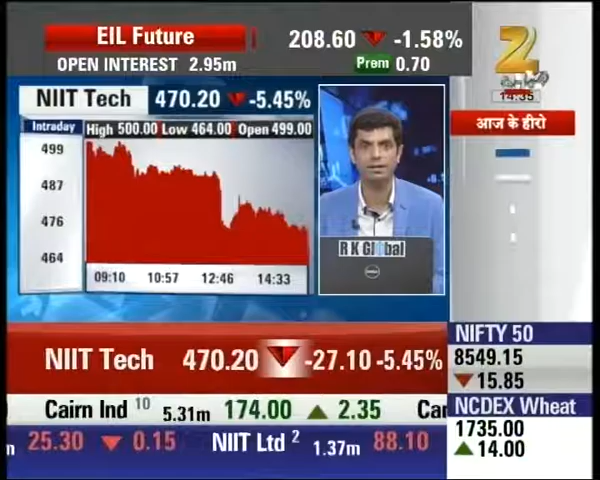 EIL Future
208.60 -1.58%
OPEN INTEREST 2.95m
Prem 0.70
आज के हीरो
NIIT Tech 470.20 -5.45%
Intraday High 500.00 Low 464.00 Open 499.00
499
487
476
464
09:10 10:57 12:46 14:33
R K Global
DELL
NIIT Tech 470.20 -27.10 -5.45%
NIFTY 50
8549.15
15.85
Cairn Ind 10 5.31m 174.00 2.35 Cai
NCDEX Wheat
1735.00
14.00
m 25.30 0.15 NIIT Ltd 2 1.37m 88.10